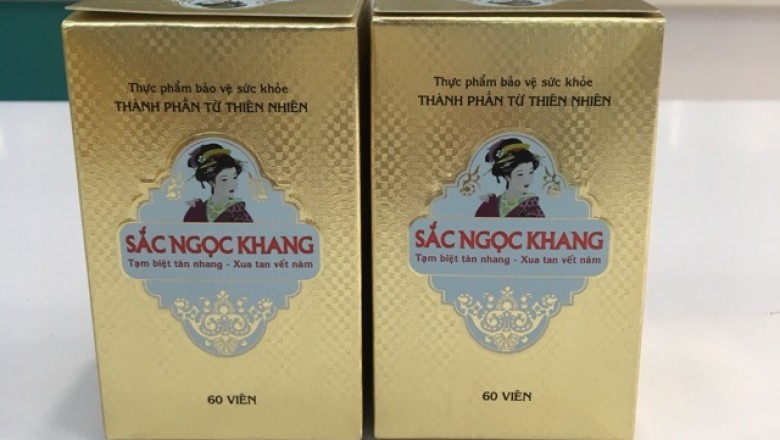 Thực phẩm bảo vệ sức khỏe
THÀNH PHẦN TỪ THIÊN NHIÊN
SẮC NGỌC KHANG
Tạm biệt tàn nhang - Xua tan vết nám
60 VIÊN
Thực phẩm bảo vệ sức khỏe
THÀNH PHẦN TỪ THIÊN NHIÊN
SẮC NGỌC KHANG
Tạm biệt tàn nhang - Xua tan vết nám
60 VIÊN